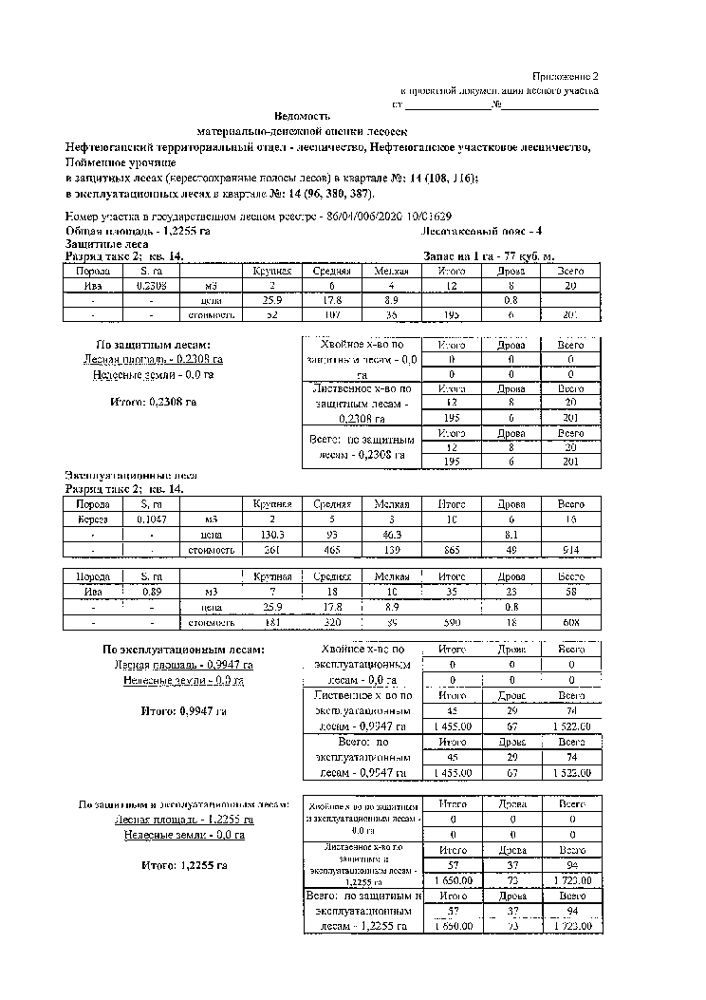 Приложение 2
к проектной документации лесного участка
от ________________ №__________________
Ведомость
материально-денежной оценки лесосек
Нефтеюганский территориальный отдел - лесничество, Нефтеюганское участковое лесничество,
Пойменное урочище
в защитных лесах (нерестоохранные полосы лесов) в квартале №: 14 (108, 116);
в эксплуатационных лесах в квартале №: 14 (96, 380, 387).
Номер участка в государственном лесном реестре - 86/04/006/2020-10/01629
Общая площадь - 1,2255 га Лесотаксовый пояс - 4
Защитные леса
Разряд такс 2; кв. 14. Запас на 1 га - 77 куб. м.
Порода S, га Крупная Средняя Мелкая Итого Дрова Всего
Ива 0.2308 м3 2 6 4 12 8 20
- - цена 25.9 17.8 8.9 0.8
- - стоимость 52 107 36 195 6 201
По защитным лесам:
Лесная площадь - 0.2308 га
Нелесные земли - 0.0 га
Итого: 0,2308 га
Хвойное х-во по защитным лесам - 0,0 га
Итого Дрова Всего
0 0 0
0 0 0
Лиственное х-во по защитным лесам - 0,2308 га
Итого Дрова Всего
12 8 20
195 6 201
Всего: по защитным лесам - 0,2308 га
Итого Дрова Всего
12 8 20
195 6 201
Эксплуатационные леса
Разряд такс 2; кв. 14.
Порода S, га Крупная Средняя Мелкая Итого Дрова Всего
Береза 0.1047 м3 2 5 3 10 6 16
- - цена 130.3 93 46.3 8.1
- - стоимость 261 465 139 865 49 914
Порода S, га Крупная Средняя Мелкая Итого Дрова Всего
Ива 0.89 м3 7 18 10 35 23 58
- - цена 25.9 17.8 8.9 0.8
- - стоимость 181 320 89 590 18 608
По эксплуатационным лесам:
Лесная площадь - 0,9947 га
Нелесные земли - 0.0 га
Итого: 0,9947 га
Хвойное х-во по эксплуатационным лесам - 0,0 га
Итого Дрова Всего
0 0 0
0 0 0
Лиственное х-во по эксплуатационным лесам - 0,9947 га
Итого Дрова Всего
45 29 74
1 455.00 67 1 522.00
Всего: по эксплуатационным лесам - 0,9947 га
Итого Дрова Всего
45 29 74
1 455.00 67 1 522.00
По защитным и эксплуатационным лесам:
Лесная площадь - 1,2255 га
Нелесные земли - 0,0 га
Итого: 1,2255 га
Хвойное х-во по защитным и эксплуатационным лесам - 0.0 га
Итого Дрова Всего
0 0 0
0 0 0
Лиственное х-во по защитным и эксплуатационным лесам - 1,2255 га
Итого Дрова Всего
57 37 94
1 650.00 73 1 723.00
Всего: по защитным и эксплуатационным лесам - 1,2255 га
Итого Дрова Всего
57 37 94
1 650.00 73 1 723.00